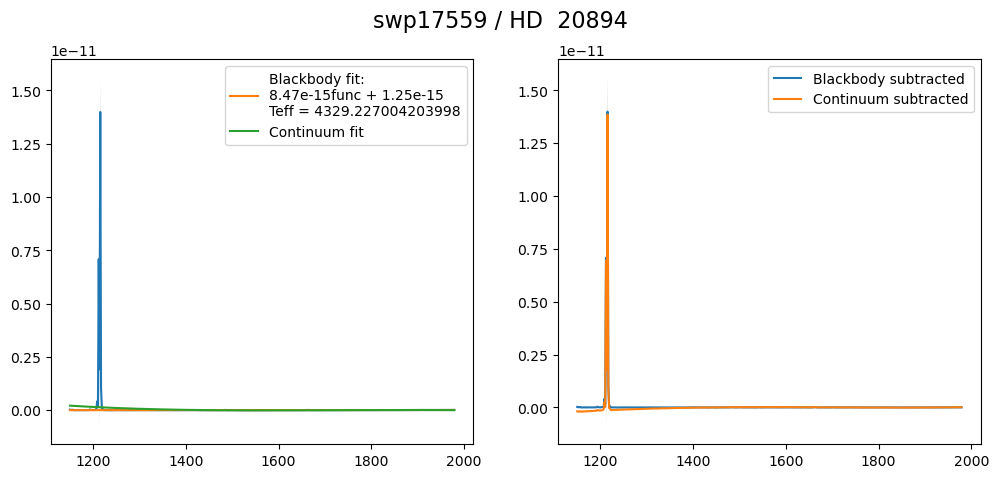 swp17559 / HD  20894
1e−11
1.50
1.25
1.00
0.75
0.50
0.25
0.00
1200
1400
1600
1800
2000
Blackbody fit:
8.47e-15func + 1.25e-15
Teff = 4329.227004203998
Continuum fit
1e−11
1.50
1.25
1.00
0.75
0.50
0.25
0.00
1200
1400
1600
1800
2000
Blackbody subtracted
Continuum subtracted